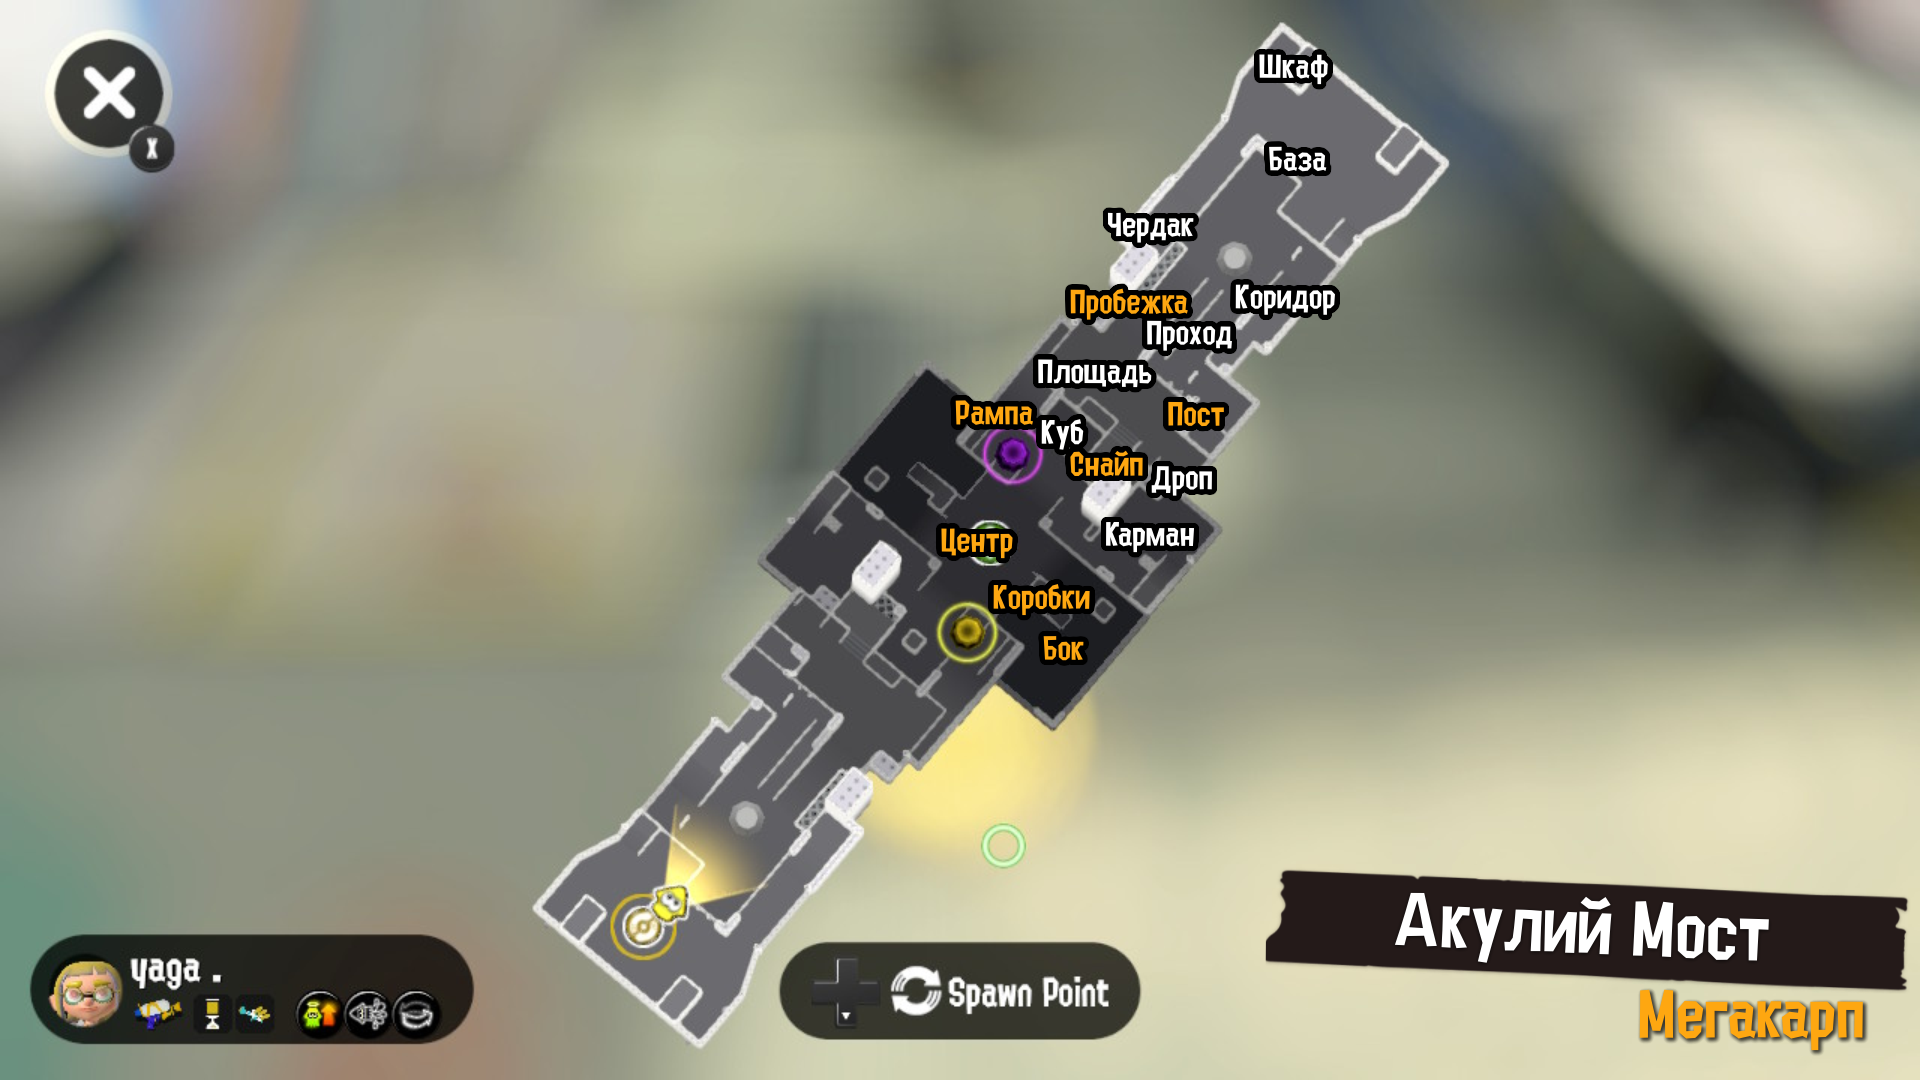 X
Шкаф
База
Чердак
Пробежка
Коридор
Проход
Площадь
Рампа
Куб
Пост
Снайп
Дроп
Центр
Карман
Коробки
Бок
yaga .
Spawn Point
Акулий Мост
Мегакарп